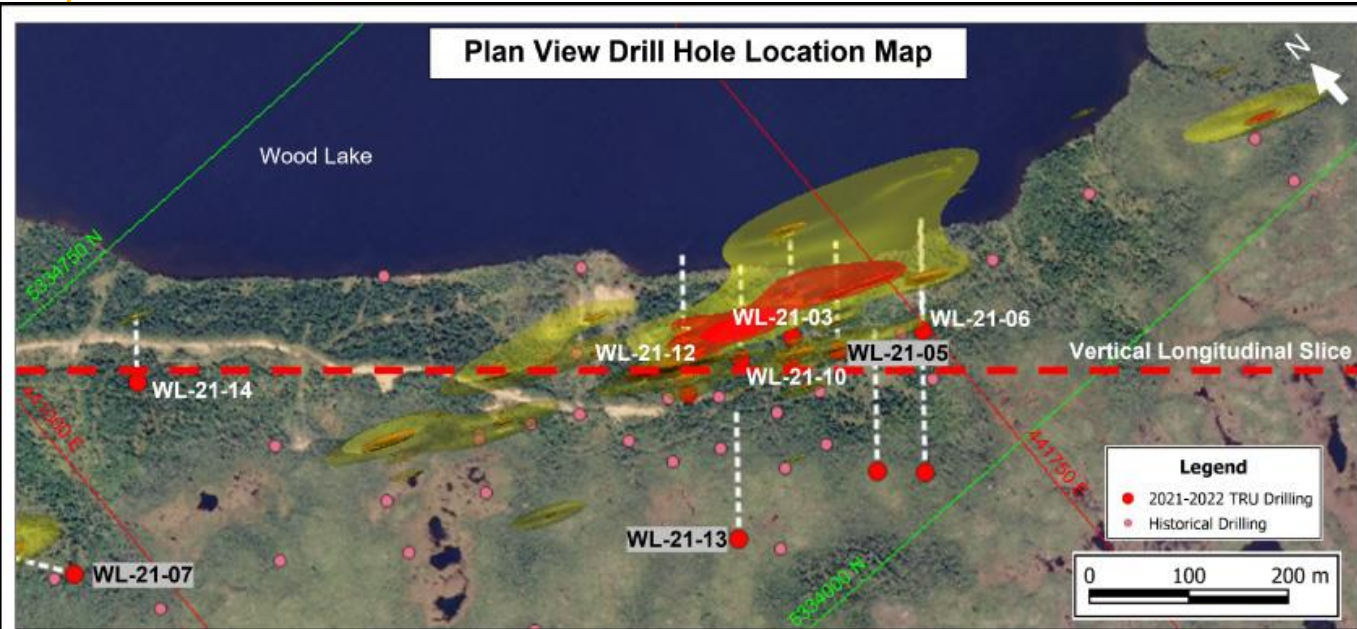 Plan View Drill Hole Location Map
N
Wood Lake
5334750 N
WL-21-03
WL-21-06
WL-21-12
WL-21-05
Vertical Longitudinal Slice
WL-21-10
WL-21-14
441750 E
Legend
2021-2022 TRU Drilling
Historical Drilling
WL-21-13
WL-21-07
5334000 N
0 100 200 m